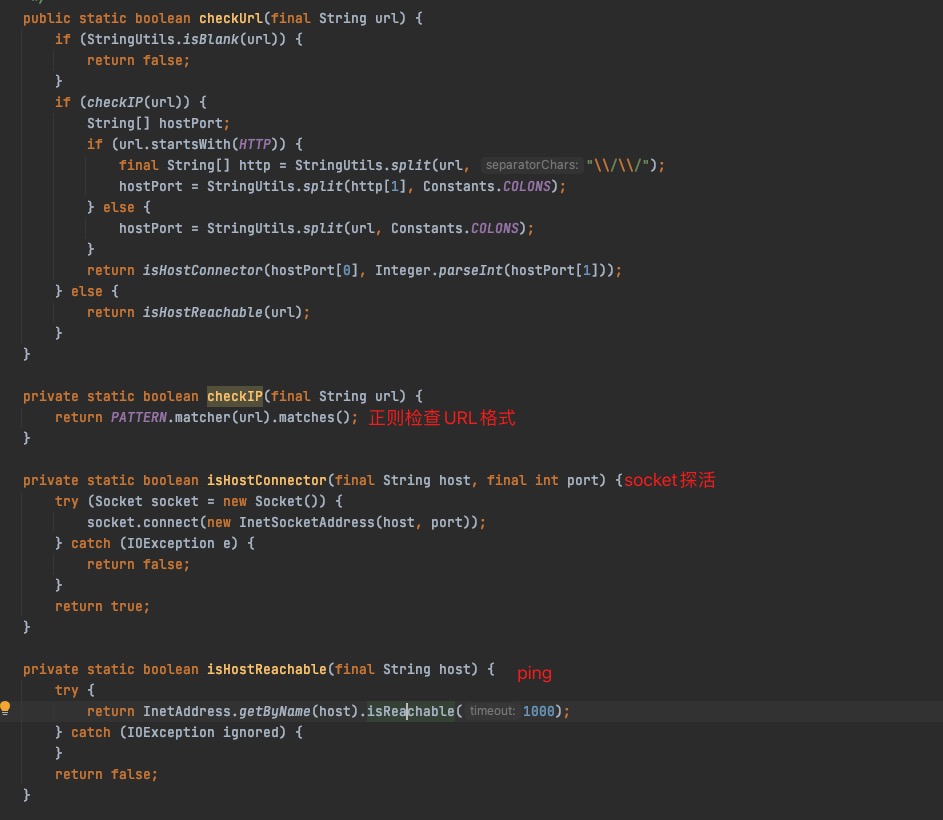 */
public static boolean checkUrl(final String url) {
if (StringUtils.isBlank(url)) {
return false;
}
if (checkIP(url)) {
String[] hostPort;
if (url.startsWith(HTTP)) {
final String[] http = StringUtils.split(url, separatorChars: "\\/\\/");
hostPort = StringUtils.split(http[1], Constants.COLONS);
} else {
hostPort = StringUtils.split(url, Constants.COLONS);
}
return isHostConnector(hostPort[0], Integer.parseInt(hostPort[1]));
} else {
return isHostReachable(url);
}
}
private static boolean checkIP(final String url) {
return PATTERN.matcher(url).matches(); 正则检查URL格式
}
private static boolean isHostConnector(final String host, final int port) { socket探活
try (Socket socket = new Socket()) {
socket.connect(new InetSocketAddress(host, port));
} catch (IOException e) {
return false;
}
return true;
}
private static boolean isHostReachable(final String host) { ping
try {
return InetAddress.getByName(host).isReachable( timeout: 1000);
} catch (IOException ignored) {
}
return false;
}